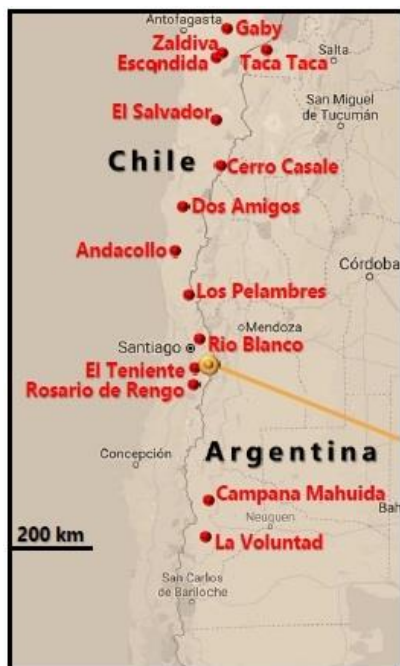 Antofagasta
Gaby
Zaldiva
Escondida
Taca Taca
Salta
San Miguel
de Tucumán
El Salvador
Chile
Cerro Casale
Dos Amigos
Andacollo
Córdoba
Los Pelambres
Mendoza
Santiago
Rio Blanco
El Teniente
Rosario de Rengo
Argentina
Concepción
Campana Mahuida
Bah
Neuquen
200 km
La Voluntad
San Carlos
de Bariloche